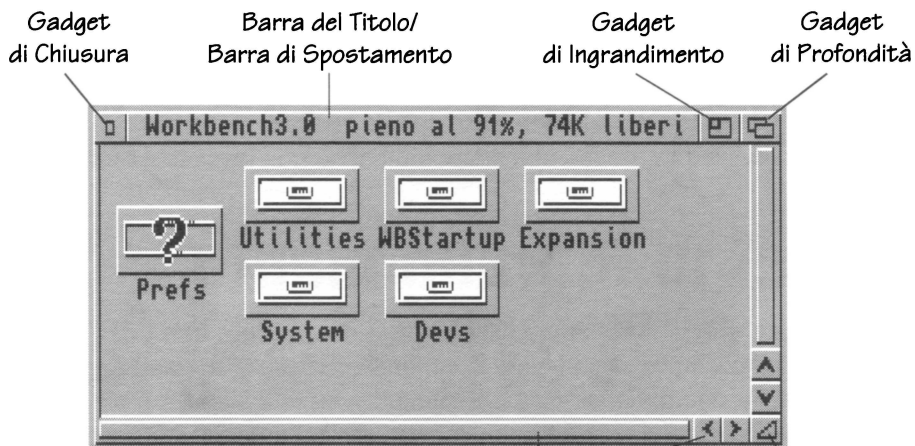 Gadget
di Chiusura
Barra del Titolo/
Barra di Spostamento
Gadget
di Ingrandimento
Gadget
di Profondità
Workbench3.0 pieno al 91%, 74K liberi
Utilities WBStartup Expansion
Prefs
System Devs